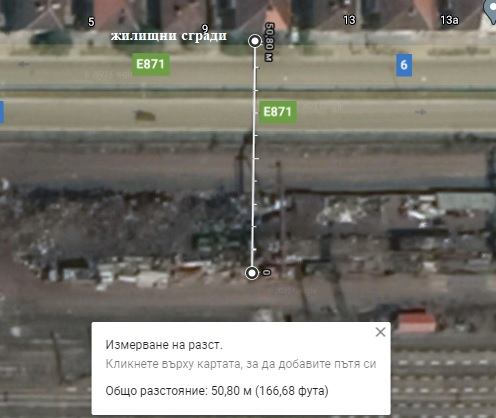 5
9
13
13а
жилищни сгради
50,80 м
E871
6
E871
0
Измерване на разст.
Кликнете върху картата, за да добавите пътя си
Общо разстояние: 50,80 м (166,68 фута)